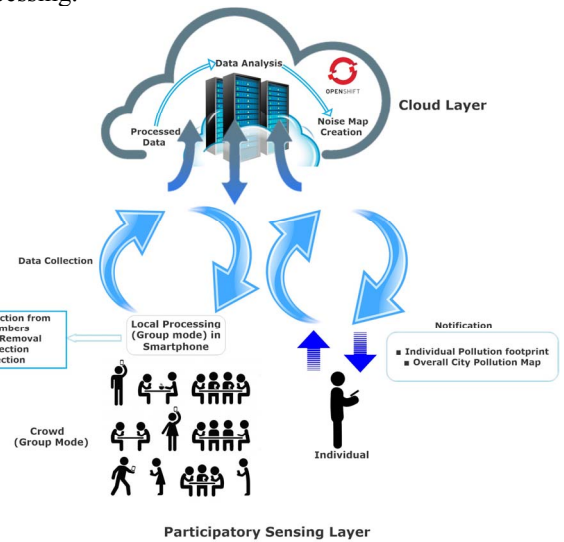 Data Analysis
OPENSHIFT
Cloud Layer
Processed
Data
Noise Map
Creation
Data Collection
Local Processing
(Group mode) in
Smartphone
Removal
Notification
▪ Individual Pollution footprint
▪ Overall City Pollution Map
Crowd
(Group Mode)
Individual
Participatory Sensing Layer